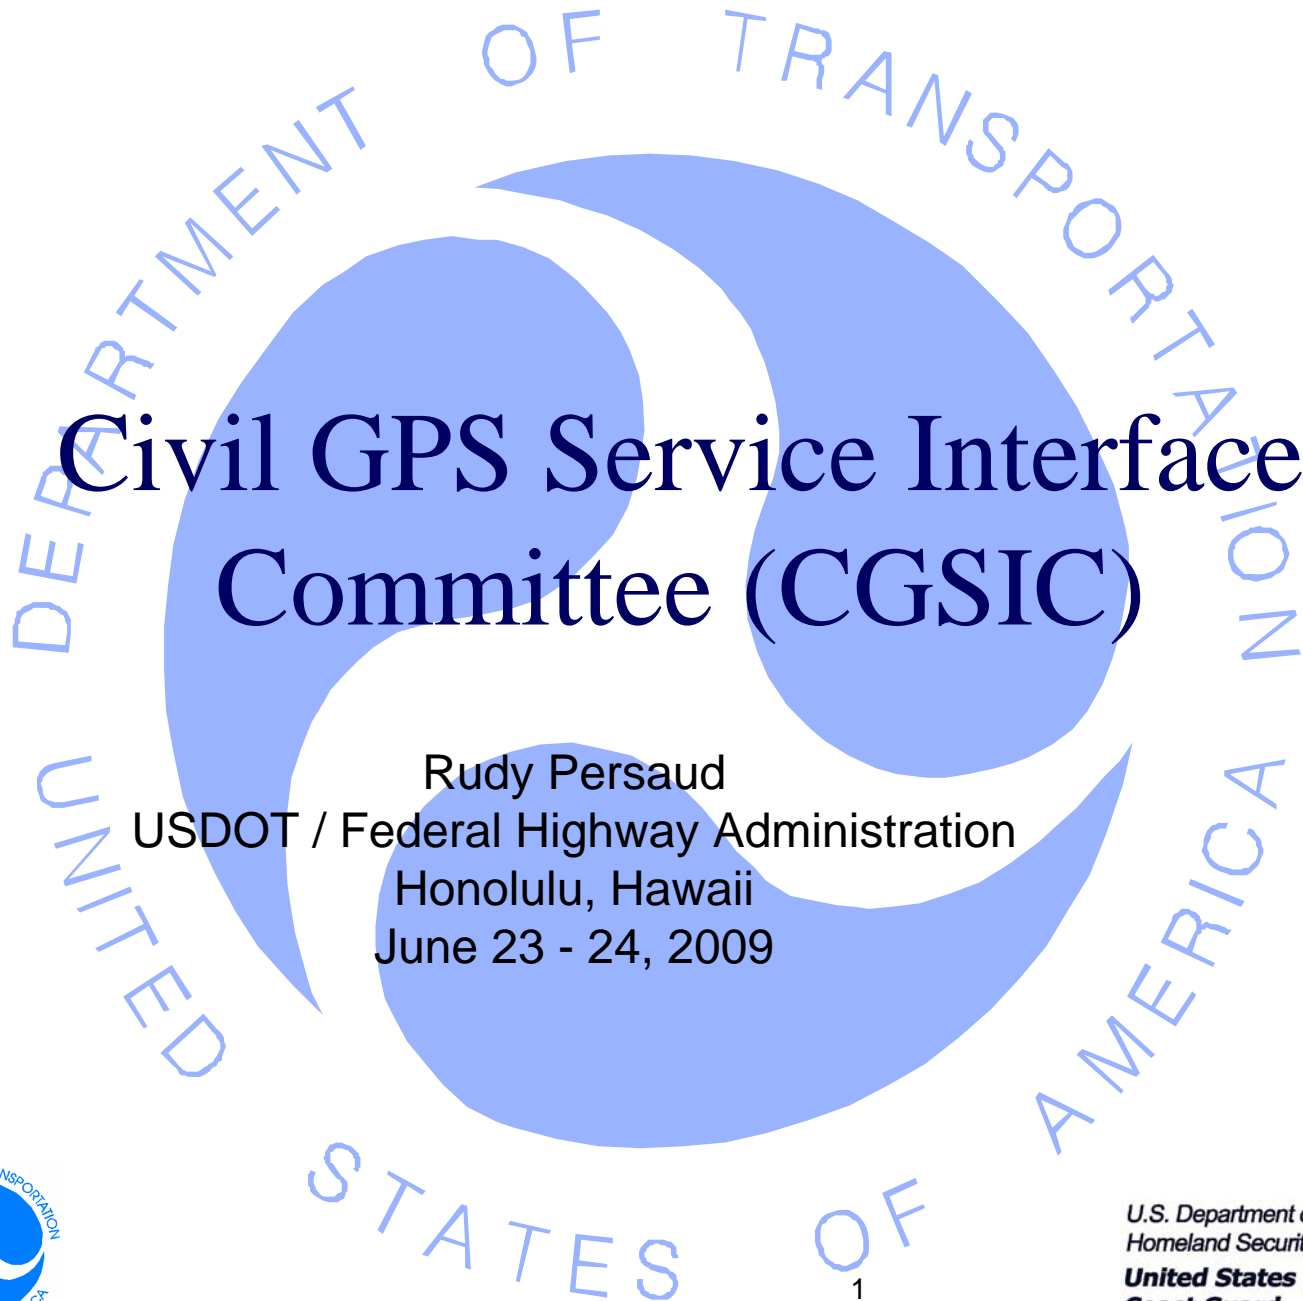 DEPARTMENT OF TRANSPORTATION
Civil GPS Service Interface
Committee (CGSIC)
Rudy Persaud
USDOT / Federal Highway Administration
Honolulu, Hawaii
June 23 - 24, 2009
UNITED STATES OF AMERICA
U.S. Department
Homeland
United States
1